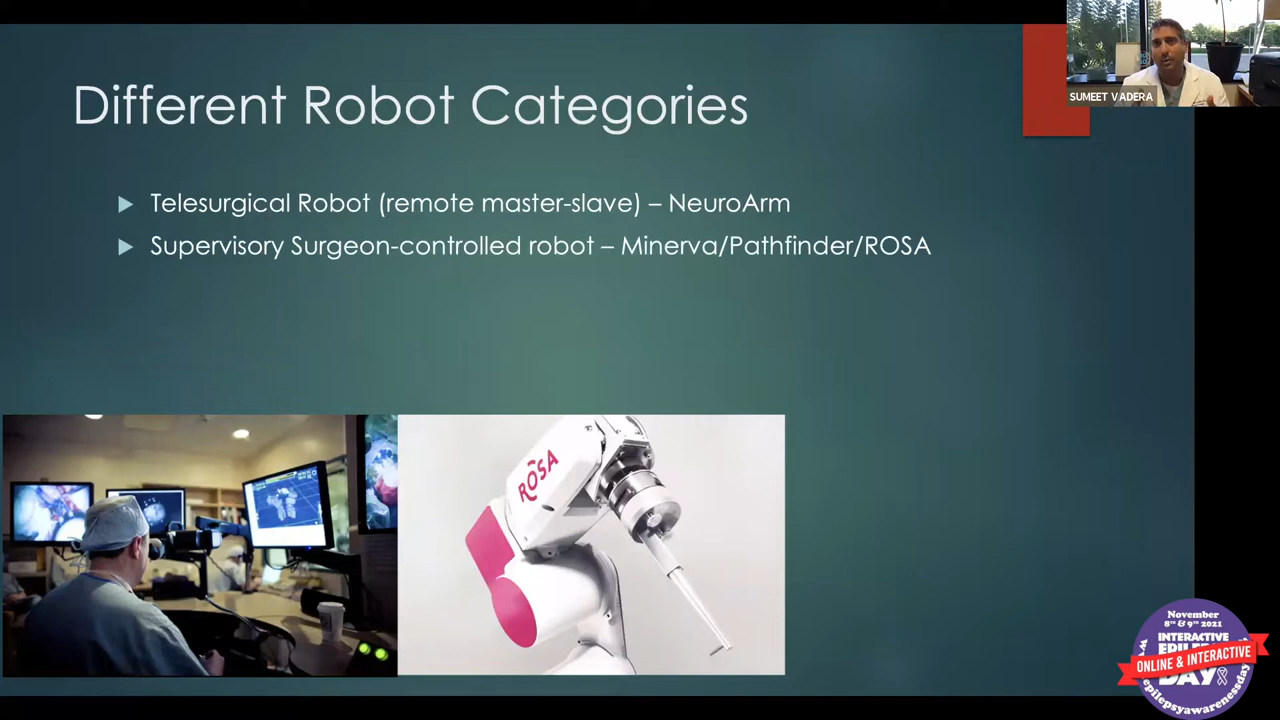 Different Robot Categories
SUMEET VADERA
Telesurgical Robot (remote master-slave) – NeuroArm
Supervisory Surgeon-controlled robot – Minerva/Pathfinder/ROSA
ROSA
November
8th & 9th 2021
INTERACTIVE
ONLINE & INTERACTIVE
DAY
epilepsyawarenessday